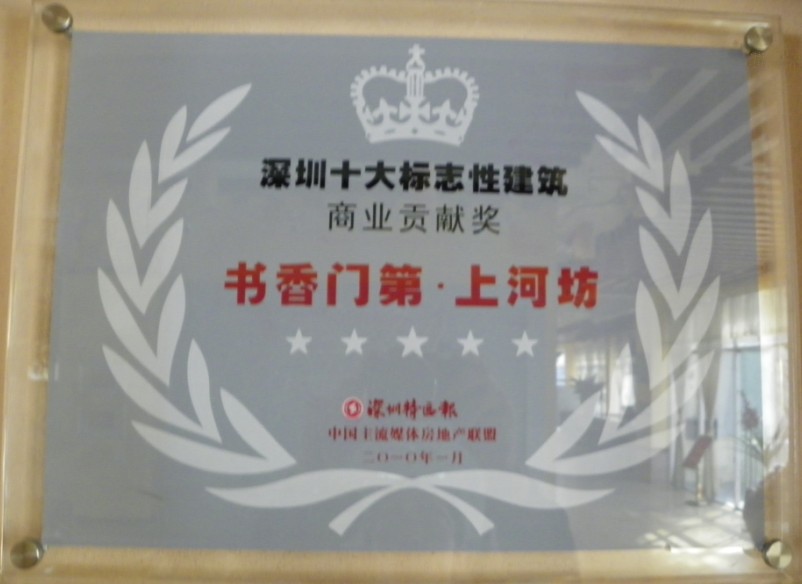 深圳十大标志性建筑
商业贡献奖
书香门第·上河坊
深圳特区报
中国主流媒体房地产联盟
二〇一〇年一月